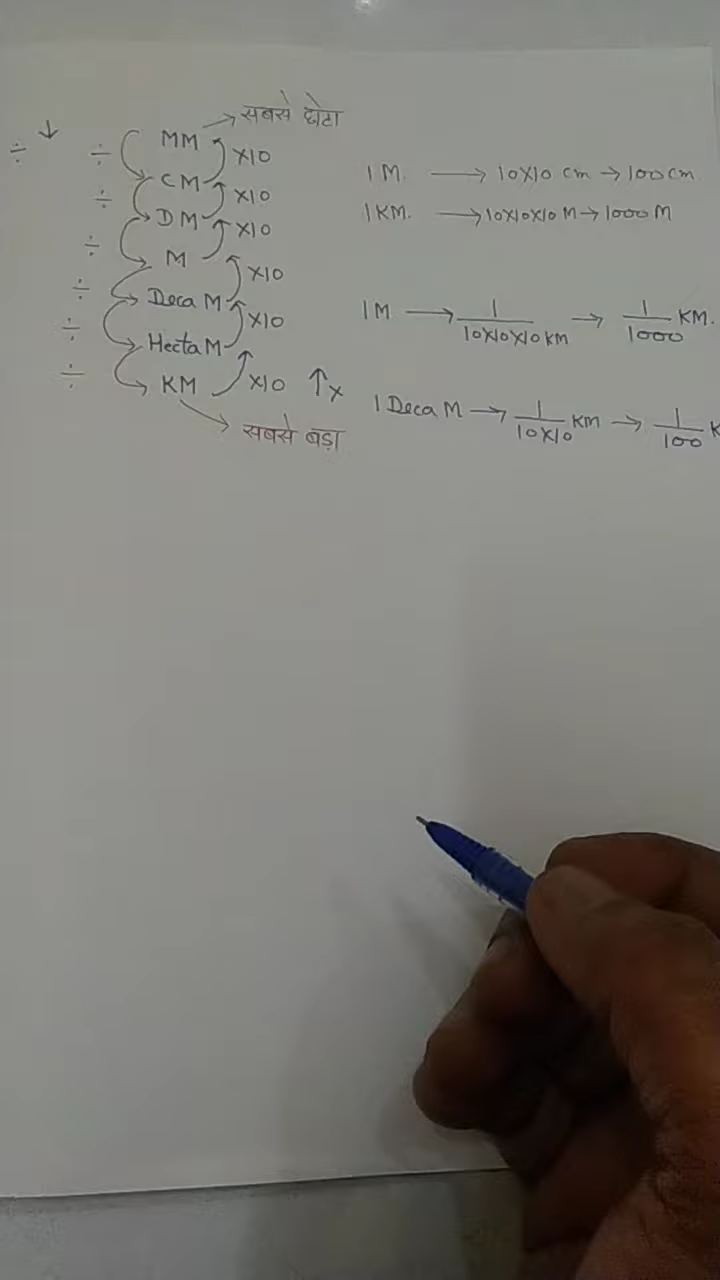 MM → सबसे छोटा
÷ ↓ ÷ ×10
CM
÷ ×10
DM
÷ ×10
M
÷ ×10
Deca M
÷ ×10
Hecta M
÷ ×10 ↑×
KM
सबसे बड़ा
1 M. → 10×10 cm → 100 cm
1 KM. → 10×10×10 M → 1000 M
1 M → 1/10×10×10 KM → 1/1000 KM.
1 Deca M → 1/10×10 KM → 1/100 K